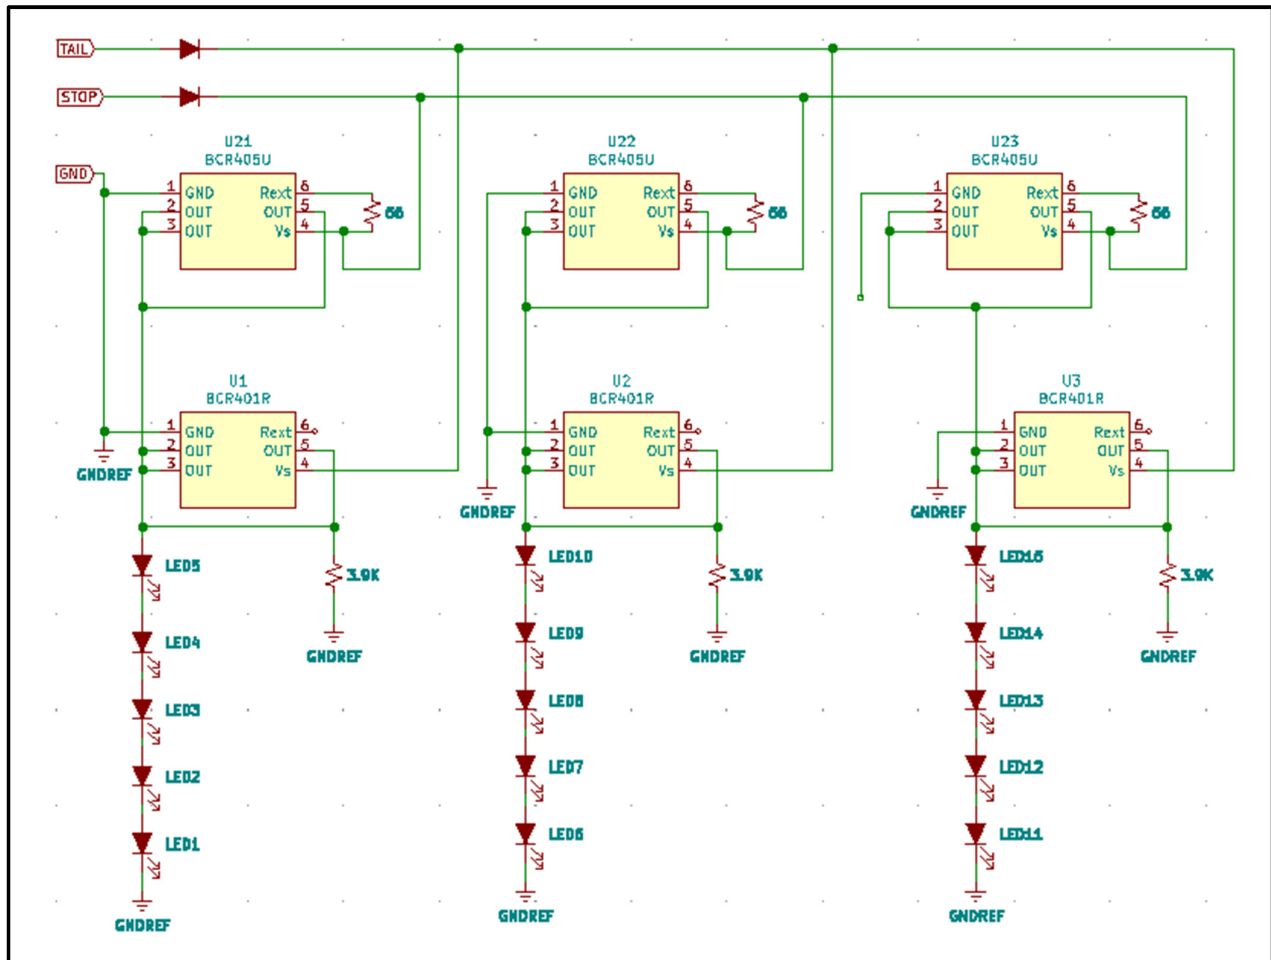 TAIL
STOP
GND
U21
BCR405U
1 GND Rext 6
2 OUT OUT 5
3 OUT Vs 4
66
U22
BCR405U
1 GND Rext 6
2 OUT OUT 5
3 OUT Vs 4
66
U23
BCR405U
1 GND Rext 6
2 OUT OUT 5
3 OUT Vs 4
66
U1
BCR401R
1 GND Rext 6
2 OUT OUT 5
3 OUT Vs 4
GNDREF
U2
BCR401R
1 GND Rext 6
2 OUT OUT 5
3 OUT Vs 4
GNDREF
U3
BCR401R
1 GND Rext 6
2 OUT OUT 5
3 OUT Vs 4
GNDREF
LED5
LED4
LED3
LED2
LED1
GNDREF
3.9K
GNDREF
LED10
LED9
LED8
LED7
LED6
GNDREF
3.9K
GNDREF
LED15
LED14
LED13
LED12
LED11
GNDREF
3.9K
GNDREF